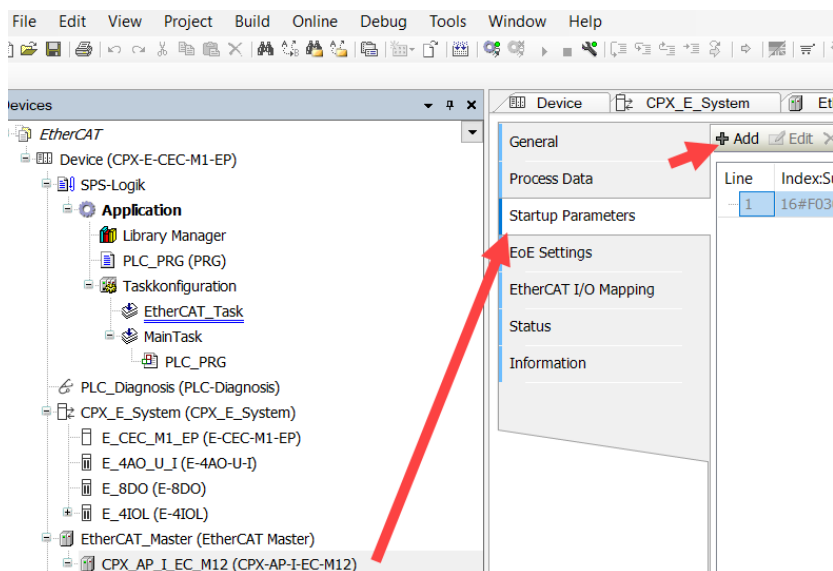 File Edit View Project Build Online Debug Tools Window Help
Devices
EtherCAT
Device (CPX-E-CEC-M1-EP)
SPS-Logik
Application
Library Manager
PLC_PRG (PRG)
Taskkonfiguration
EtherCAT_Task
MainTask
PLC_PRG
PLC_Diagnosis (PLC-Diagnosis)
CPX_E_System (CPX_E_System)
E_CEC_M1_EP (E-CEC-M1-EP)
E_4AO_U_I (E-4AO-U-I)
E_8DO (E-8DO)
E_4IOL (E-4IOL)
EtherCAT_Master (EtherCAT Master)
CPX_AP_I_EC_M12 (CPX-AP-I-EC-M12)
Device CPX_E_System Et
General
Process Data
Startup Parameters
EoE Settings
EtherCAT I/O Mapping
Status
Information
Add Edit
Line Index:Su
1 16#F03